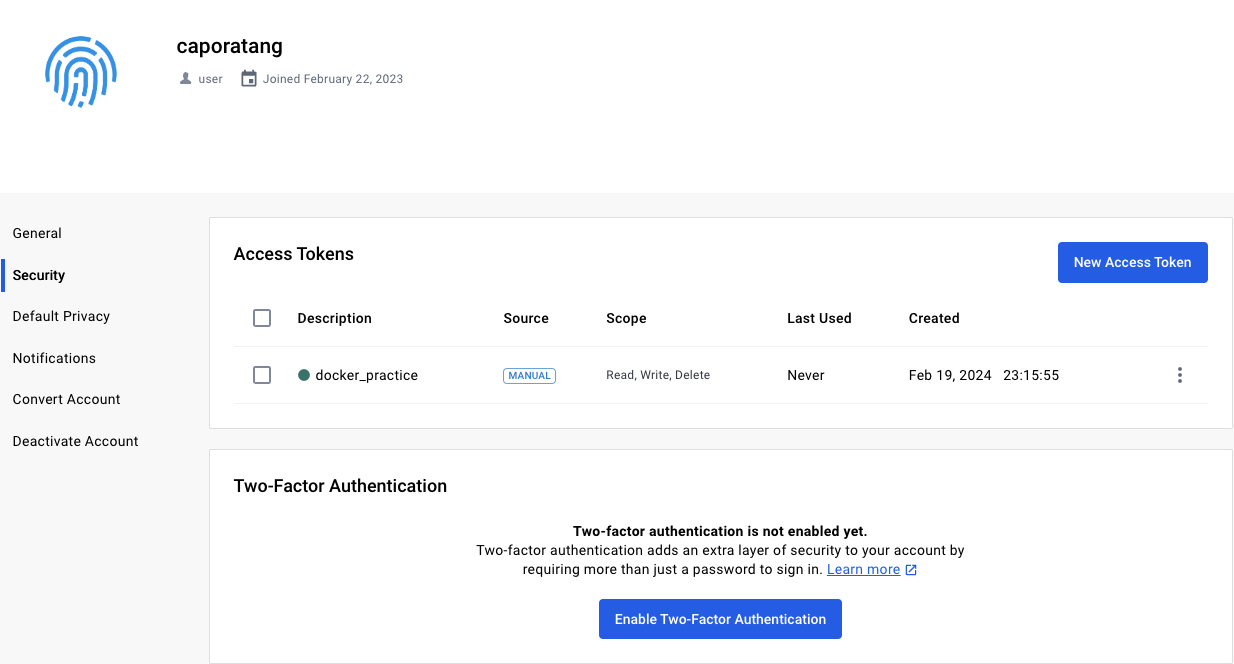 caporatang
user Joined February 22, 2023
General
Security
Default Privacy
Notifications
Convert Account
Deactivate Account
Access Tokens
New Access Token
Description Source Scope Last Used Created
docker_practice MANUAL Read, Write, Delete Never Feb 19, 2024 23:15:55
Two-Factor Authentication
Two-factor authentication is not enabled yet.
Two-factor authentication adds an extra layer of security to your account by
requiring more than just a password to sign in. Learn more
Enable Two-Factor Authentication